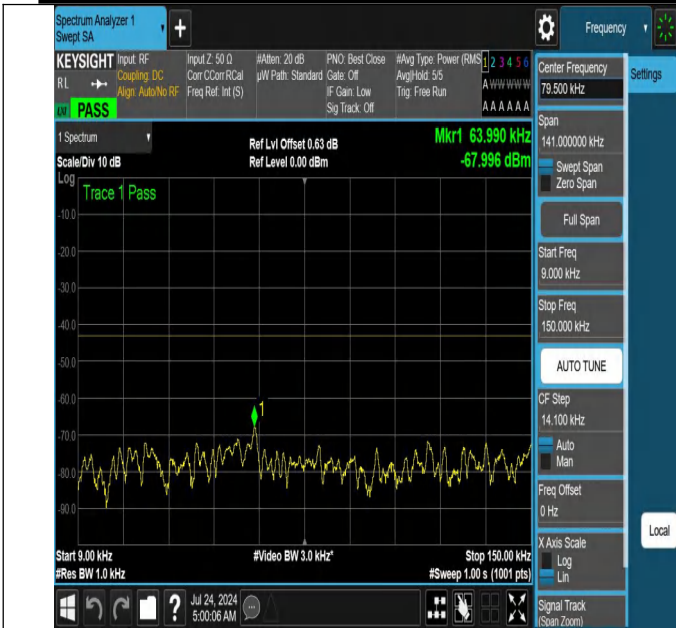 Spectrum Analyzer 1
Swept SA
+
Frequency
KEYSIGHT
RL
PASS
Input: RF
Coupling: DC
Align: Auto/No RF
Input Z: 50 Ω
Corr CCorr RCal
Freq Ref: Int (S)
#Atten: 20 dB
µW Path: Standard
PNO: Best Close
Gate: Off
IF Gain: Low
Sig Track: Off
#Avg Type: Power (RMS
Avg|Hold: 5/5
Trig: Free Run
1 2 3 4 5 6
A W W W W W
A A A A A A
1 Spectrum
Scale/Div 10 dB
Ref Lvl Offset 0.63 dB
Ref Level 0.00 dBm
Mkr1 63.990 kHz
-67.996 dBm
Log
Trace 1 Pass
-10.0
-20.0
-30.0
-40.0
-50.0
-60.0
-70.0
-80.0
-90.0
1
Start 9.00 kHz
#Video BW 3.0 kHz*
Stop 150.00 kHz
#Res BW 1.0 kHz
#Sweep 1.00 s (1001 pts)
?
Jul 24, 2024
5:00:06 AM
Center Frequency
79.500 kHz
Settings
Span
141.000000 kHz
Swept Span
Zero Span
Full Span
Start Freq
9.000 kHz
Stop Freq
150.000 kHz
AUTO TUNE
CF Step
14.100 kHz
Auto
Man
Freq Offset
0 Hz
Local
X Axis Scale
Log
Lin
Signal Track
(Span Zoom)